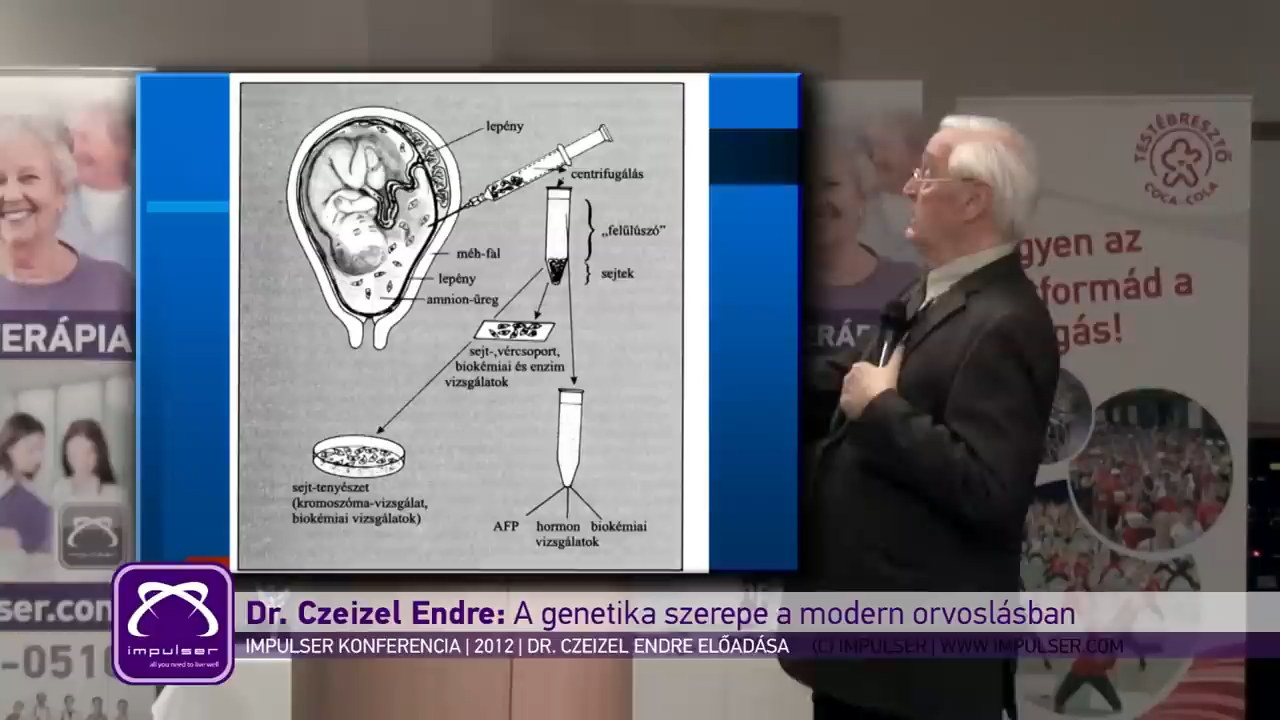 lepény
centrifugálás
„felülúszó”
sejtek
méh-fal
lepény
amnion-üreg
sejt-,vércsoport,
biokémiai és enzim
vizsgálatok
sejt-tenyészet
(kromoszóma-vizsgálat,
biokémiai vizsgálatok)
AFP hormon biokémiai
vizsgálatok
TESTÉBRESZTŐ
COCA-COLA
gyen az
formád a
gás!
ERÁPIA
ERÁP
ser.com
-0510
impulser
all you need to live well
Dr. Czeizel Endre: A genetika szerepe a modern orvoslásban
IMPULSER KONFERENCIA | 2012 | DR. CZEIZEL ENDRE ELŐADÁSA (C) IMPULSER | WWW.IMPULSER.COM